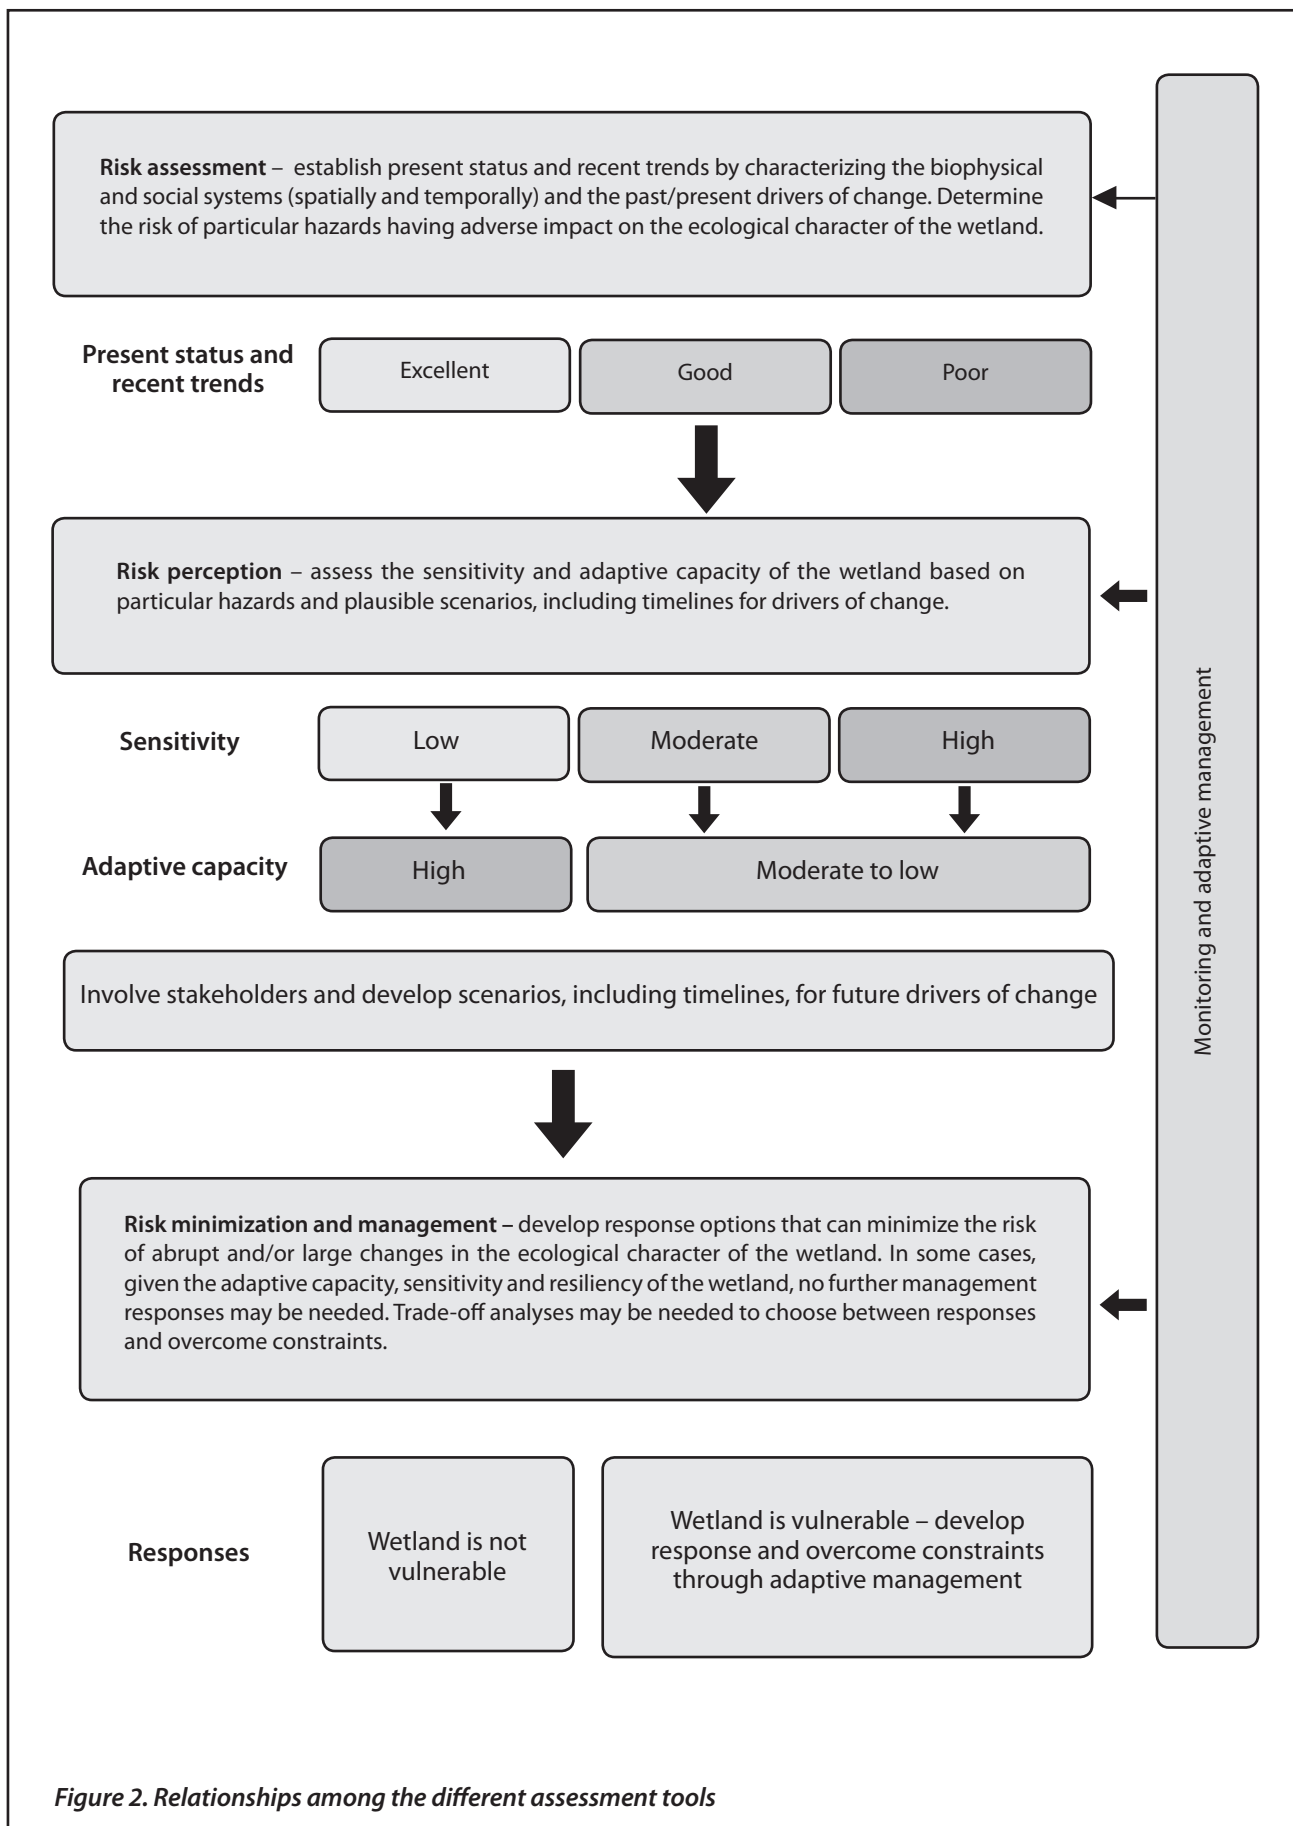 Risk assessment – establish present status and recent trends by characterizing the biophysical
and social systems (spatially and temporally) and the past/present drivers of change. Determine
the risk of particular hazards having adverse impact on the ecological character of the wetland.
Present status and
recent trends
Excellent
Good
Poor
Risk perception – assess the sensitivity and adaptive capacity of the wetland based on
particular hazards and plausible scenarios, including timelines for drivers of change.
Sensitivity
Low
Moderate
High
Adaptive capacity
High
Moderate to low
Involve stakeholders and develop scenarios, including timelines, for future drivers of change
Risk minimization and management – develop response options that can minimize the risk
of abrupt and/or large changes in the ecological character of the wetland. In some cases,
given the adaptive capacity, sensitivity and resiliency of the wetland, no further management
responses may be needed. Trade-off analyses may be needed to choose between responses
and overcome constraints.
Responses
Wetland is not
vulnerable
Wetland is vulnerable – develop
response and overcome constraints
through adaptive management
Monitoring and adaptive management
Figure 2. Relationships among the different assessment tools